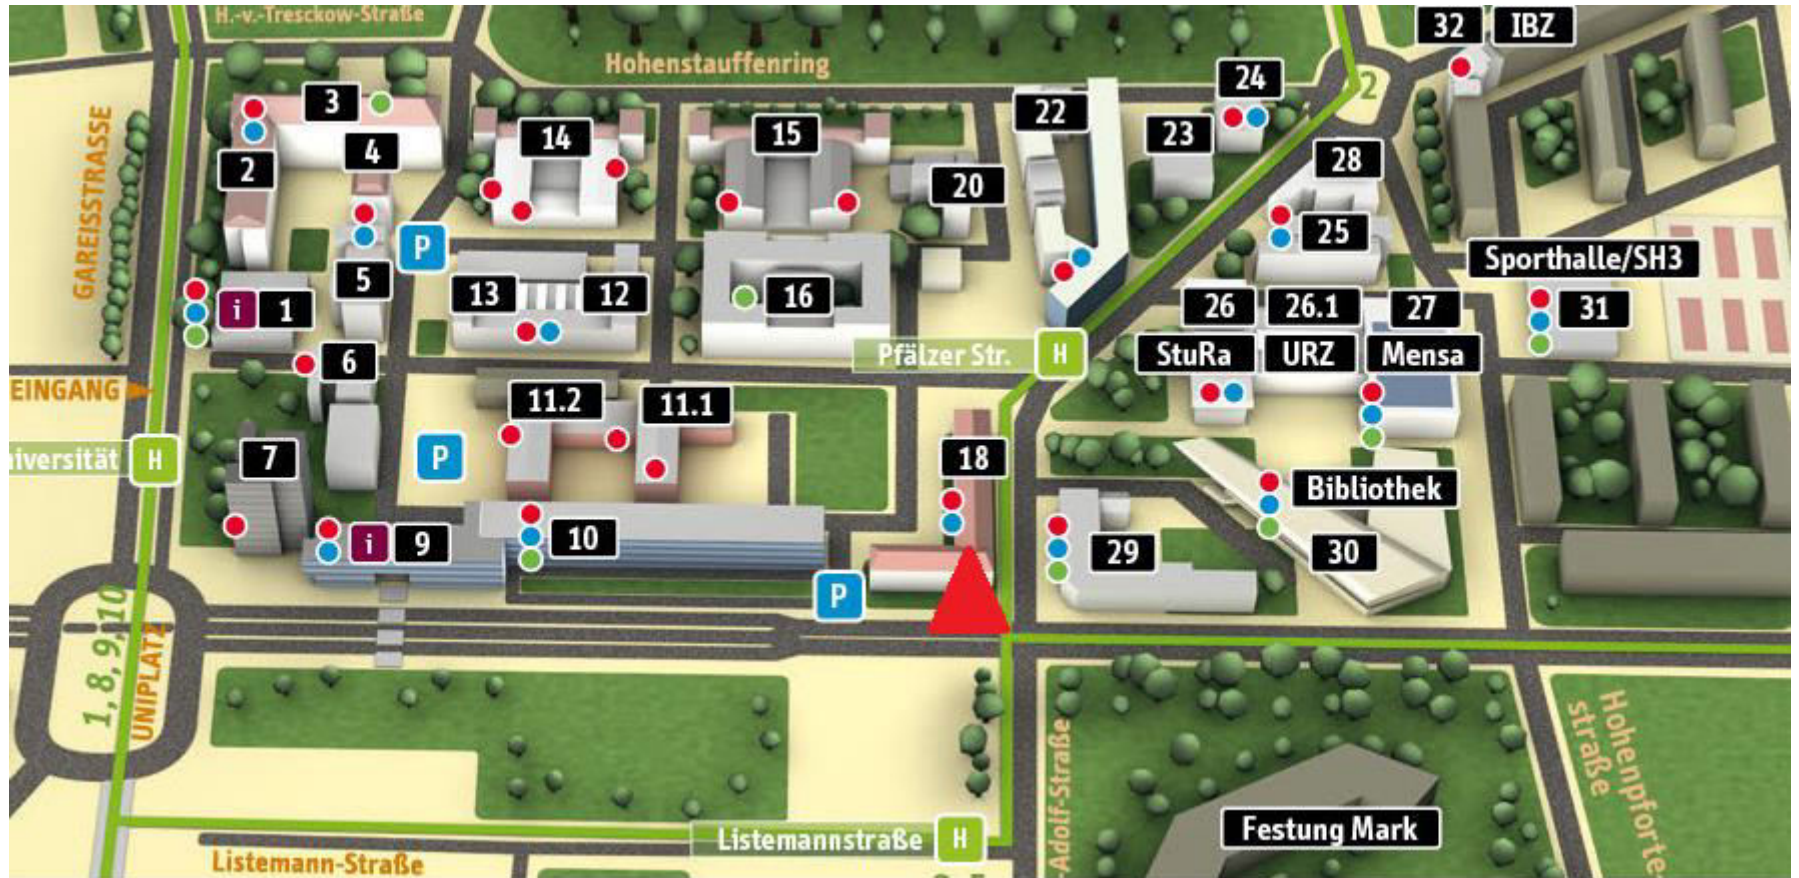 H.-v.-Tresckow-Straße
32
IBZ
Hohenstauffenring
24
2
3
22
14
15
23
4
28
2
20
GAREISSTRASSE
P
25
Sporthalle/SH3
5
13
12
16
i
1
26
26.1
27
31
Pfälzer Str.
H
StuRa
URZ
Mensa
6
EINGANG
11.2
11.1
iversität
H
7
P
18
Bibliothek
i
9
10
29
30
P
1, 8, 9, 10
UNIPLATZ
-Adolf-Straße
Hohenpforte-
straße
Festung Mark
Listemannstraße
H
Listemann-Straße